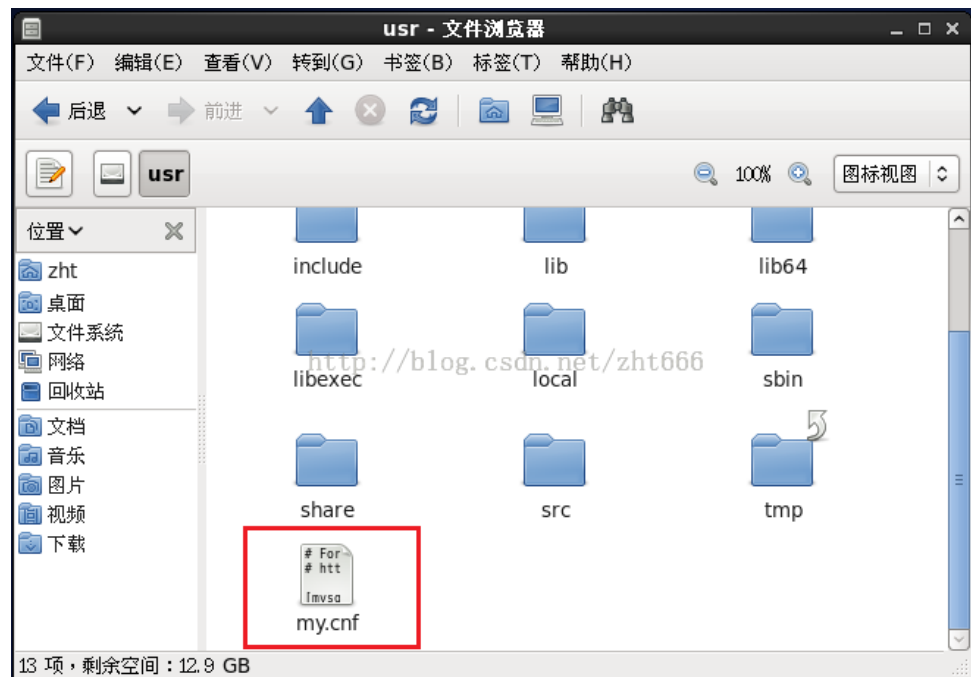 usr - 文件浏览器
文件(F) 编辑(E) 查看(V) 转到(G) 书签(B) 标签(T) 帮助(H)
后退 前进
usr 100% 图标视图
位置
zht
桌面
文件系统
网络
回收站
文档
音乐
图片
视频
下载
include lib lib64
libexec local sbin
http://blog.csdn.net/zht666
share src tmp
# For
# htt
[mysq
my.cnf
13 项，剩余空间：12.9 GB